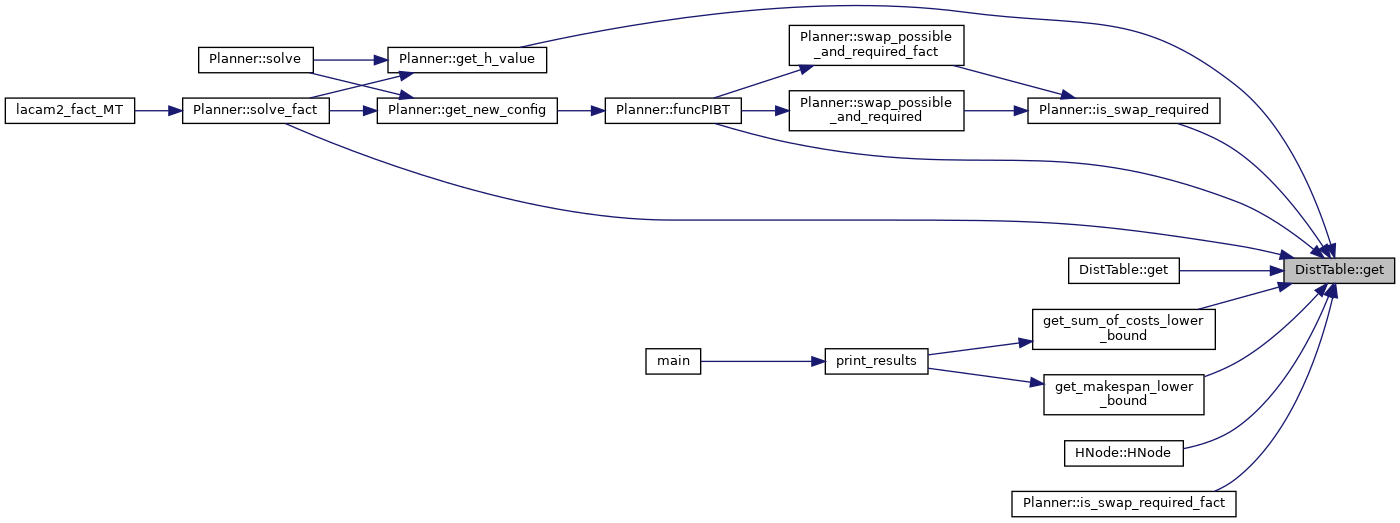 Planner::swap_possible
_and_required_fact
Planner::solve
Planner::get_h_value
lacam2_fact_MT
Planner::solve_fact
Planner::get_new_config
Planner::funcPIBT
Planner::swap_possible
_and_required
Planner::is_swap_required
DistTable::get
DistTable::get
get_sum_of_costs_lower
_bound
main
print_results
get_makespan_lower
_bound
HNode::HNode
Planner::is_swap_required_fact